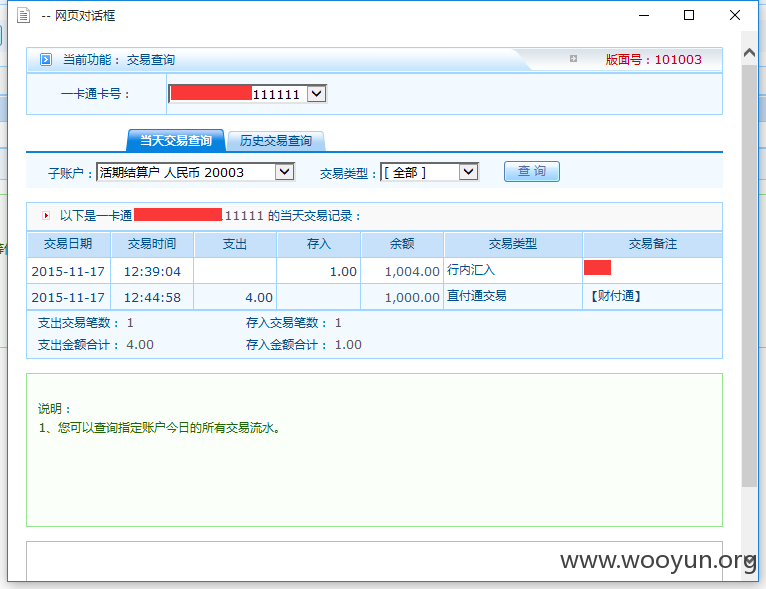 -- 网页对话框
当前功能： 交易查询 版面号：101003
一卡通卡号： 111111
当天交易查询 历史交易查询
子账户： 活期结算户 人民币 20003 交易类型： [ 全部 ] 查 询
以下是一卡通 11111 的当天交易记录：
交易日期 交易时间 支出 存入 余额 交易类型 交易备注
2015-11-17 12:39:04 1.00 1,004.00 行内汇入
2015-11-17 12:44:58 4.00 1,000.00 直付通交易 【财付通】
支出交易笔数： 1 存入交易笔数： 1
支出金额合计： 4.00 存入金额合计： 1.00
说明：
1、您可以查询指定账户今日的所有交易流水。
www.wooyun.org